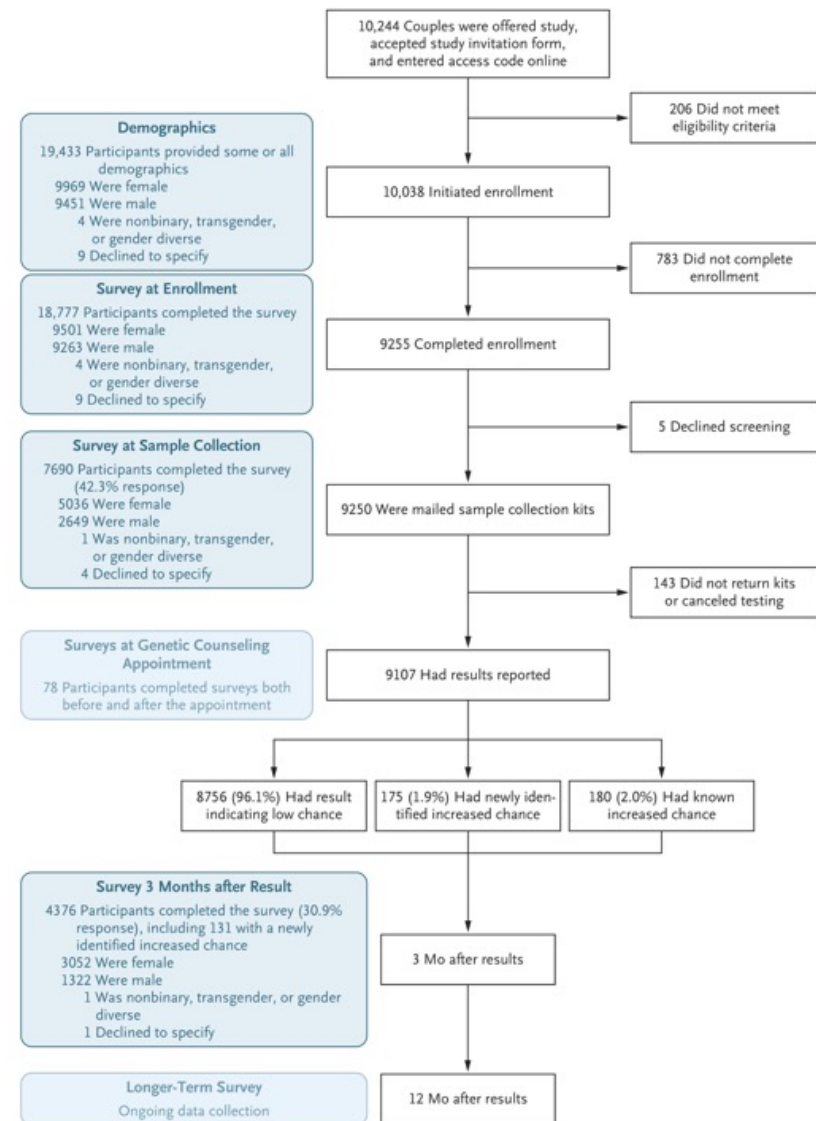 10,244 Couples were offered study,
accepted study invitation form,
and entered access code online
206 Did not meet
eligibility criteria
Demographics
19,433 Participants provided some or all
demographics
9969 Were female
9451 Were male
4 Were nonbinary, transgender,
or gender diverse
9 Declined to specify
10,038 Initiated enrollment
783 Did not complete
enrollment
Survey at Enrollment
18,777 Participants completed the survey
9501 Were female
9263 Were male
4 Were nonbinary, transgender,
or gender diverse
9 Declined to specify
9255 Completed enrollment
5 Declined screening
Survey at Sample Collection
7690 Participants completed the survey
(42.3% response)
5036 Were female
2649 Were male
1 Was nonbinary, transgender,
or gender diverse
4 Declined to specify
9250 Were mailed sample collection kits
143 Did not return kits
or canceled testing
Surveys at Genetic Counseling
Appointment
78 Participants completed surveys both
before and after the appointment
9107 Had results reported
8756 (96.1%) Had result
indicating low chance
175 (1.9%) Had newly iden-
tified increased chance
180 (2.0%) Had known
increased chance
Survey 3 Months after Result
4376 Participants completed the survey (30.9%
response), including 131 with a newly
identified increased chance
3052 Were female
1322 Were male
1 Was nonbinary, transgender, or gender
diverse
1 Declined to specify
3 Mo after results
Longer-Term Survey
Ongoing data collection
12 Mo after results